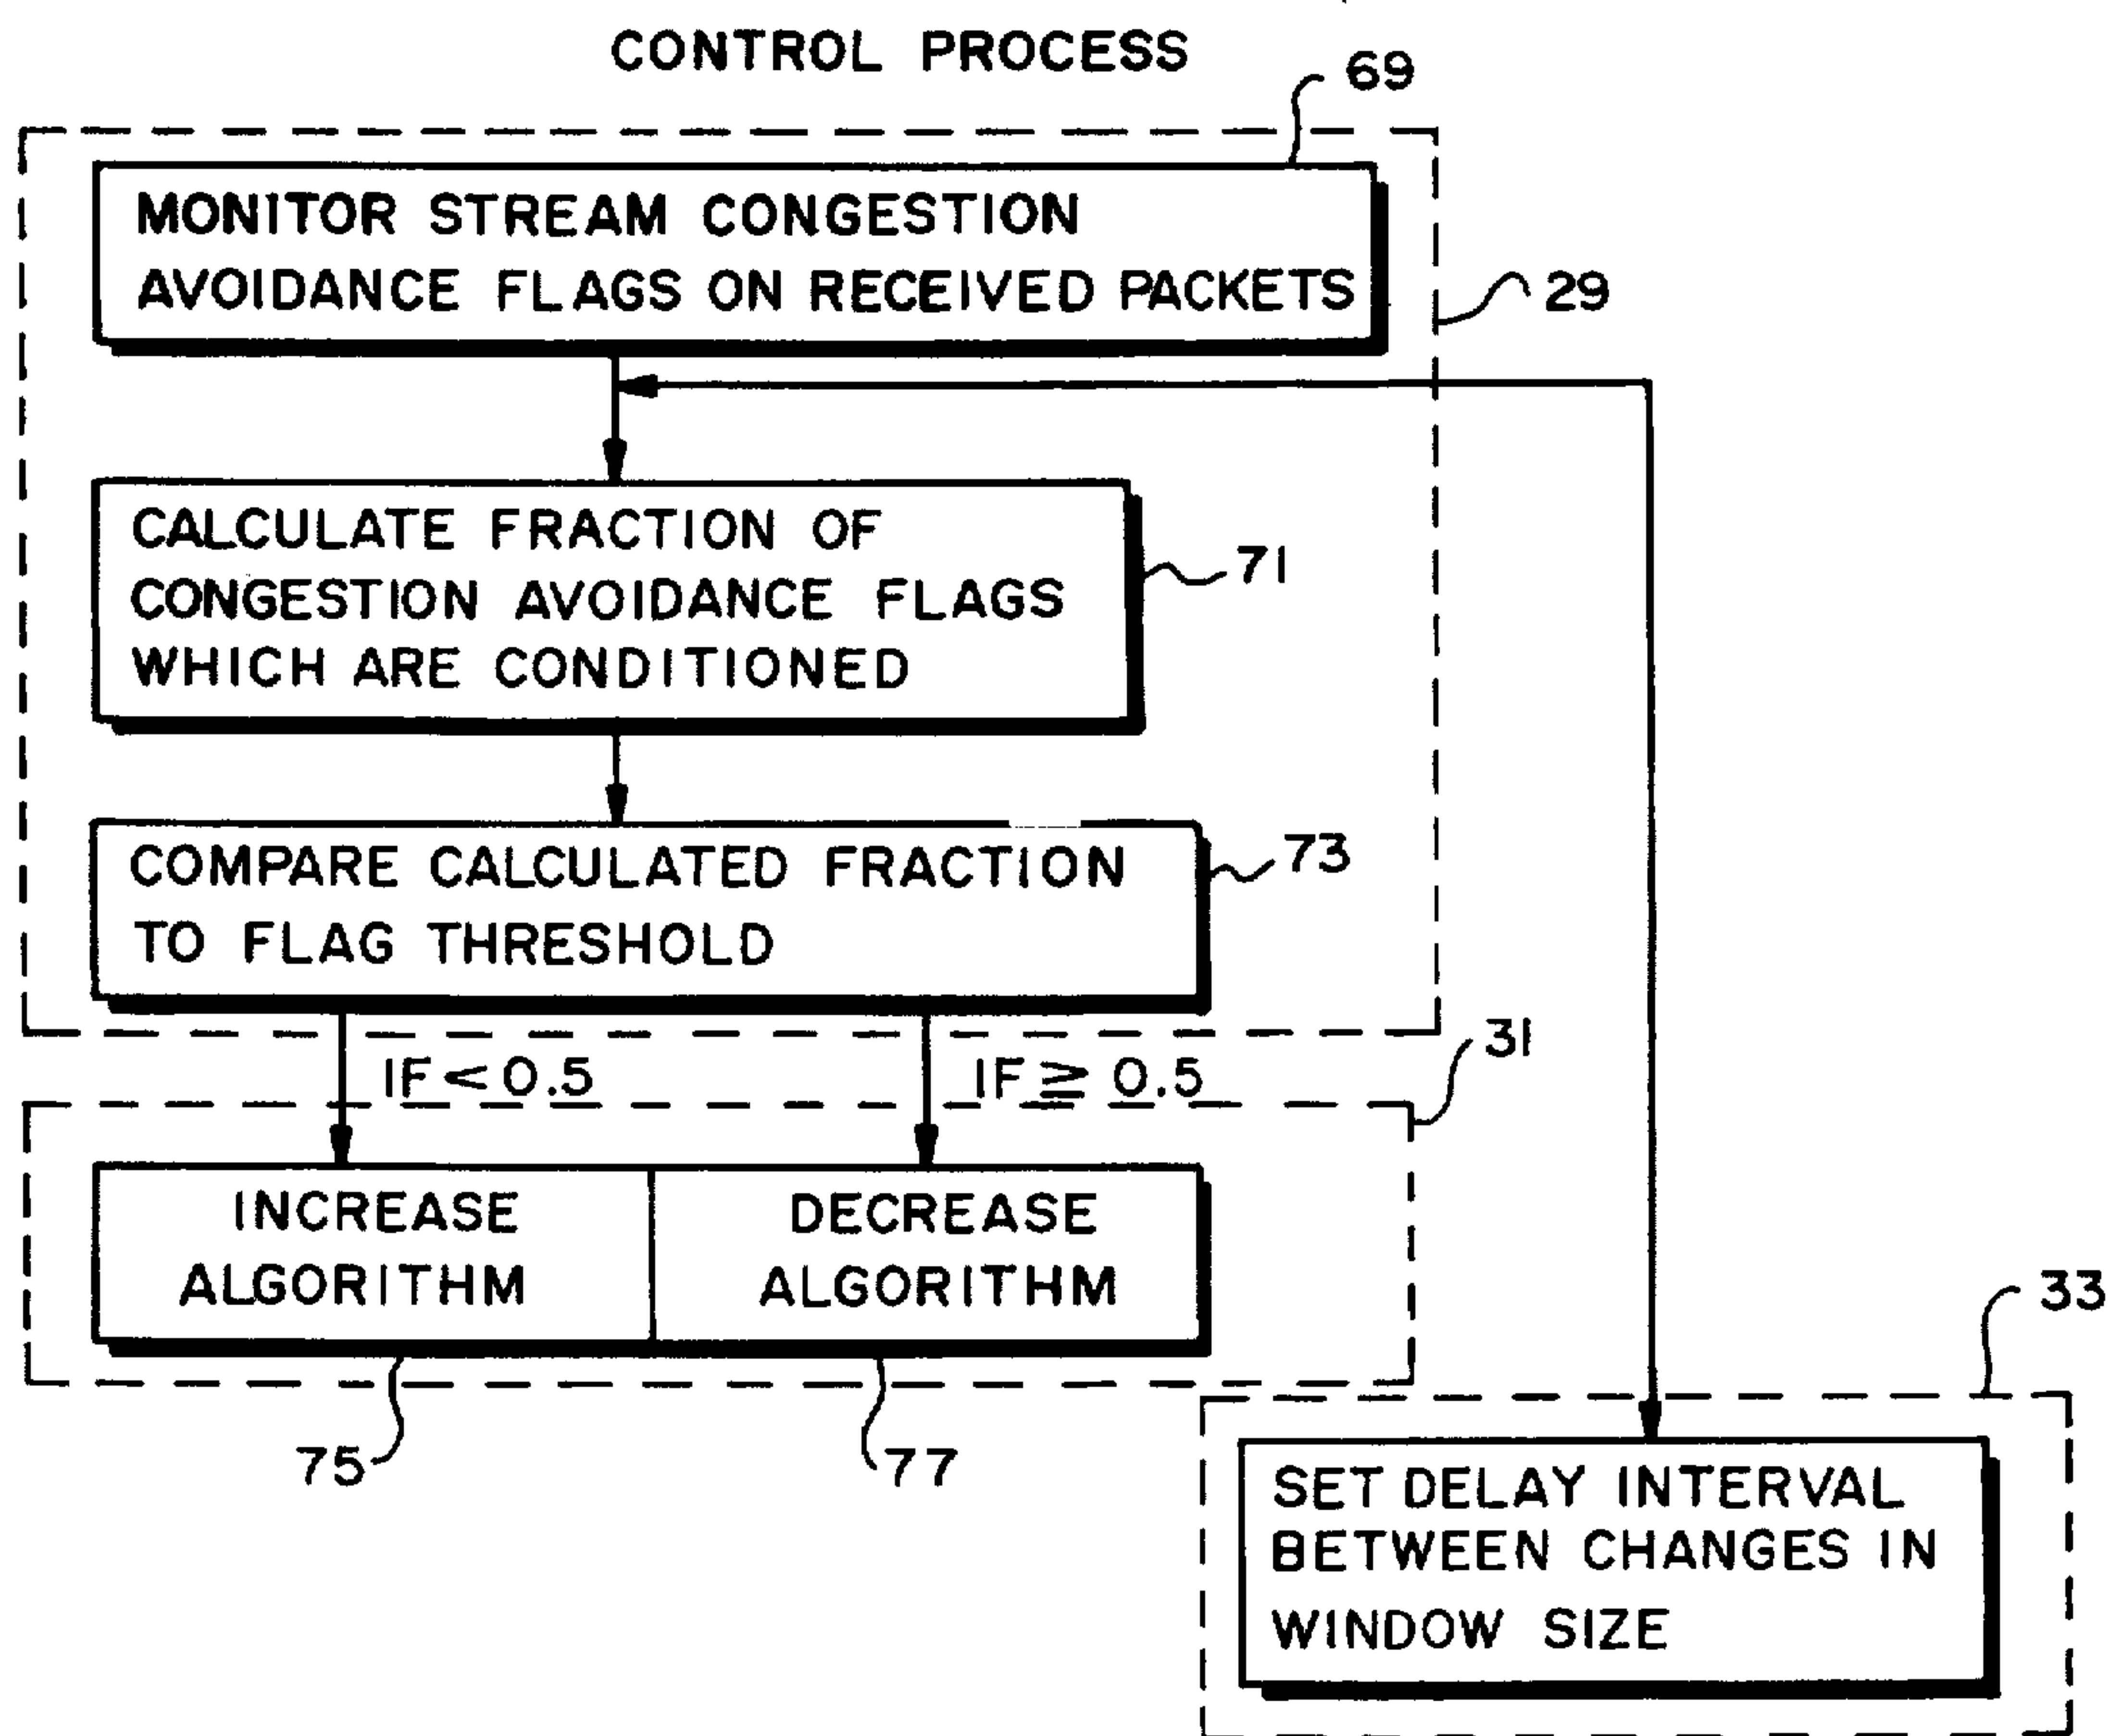 CONTROL PROCESS
69
MONITOR STREAM CONGESTION
AVOIDANCE FLAGS ON RECEIVED PACKETS
29
CALCULATE FRACTION OF
CONGESTION AVOIDANCE FLAGS
WHICH ARE CONDITIONED
71
COMPARE CALCULATED FRACTION
TO FLAG THRESHOLD
73
31
IF < 0.5
IF ≧ 0.5
INCREASE
ALGORITHM
DECREASE
ALGORITHM
75
77
33
SET DELAY INTERVAL
BETWEEN CHANGES IN
WINDOW SIZE